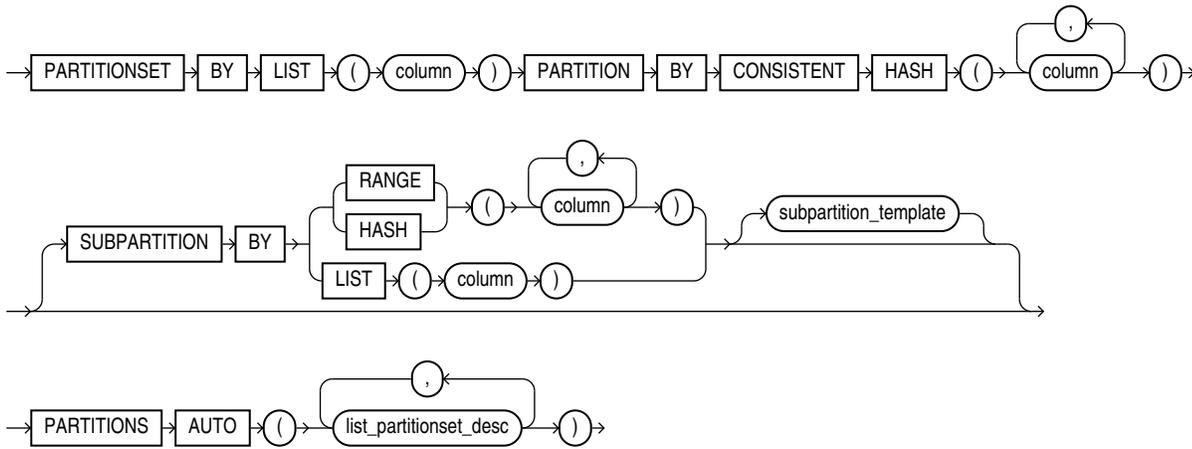 ,
PARTITIONSET BY LIST ( column ) PARTITION BY CONSISTENT HASH ( column )
,
RANGE
HASH
( column )
subpartition_template
SUBPARTITION BY
LIST ( column )
,
PARTITIONS AUTO ( list_partitionset_desc )